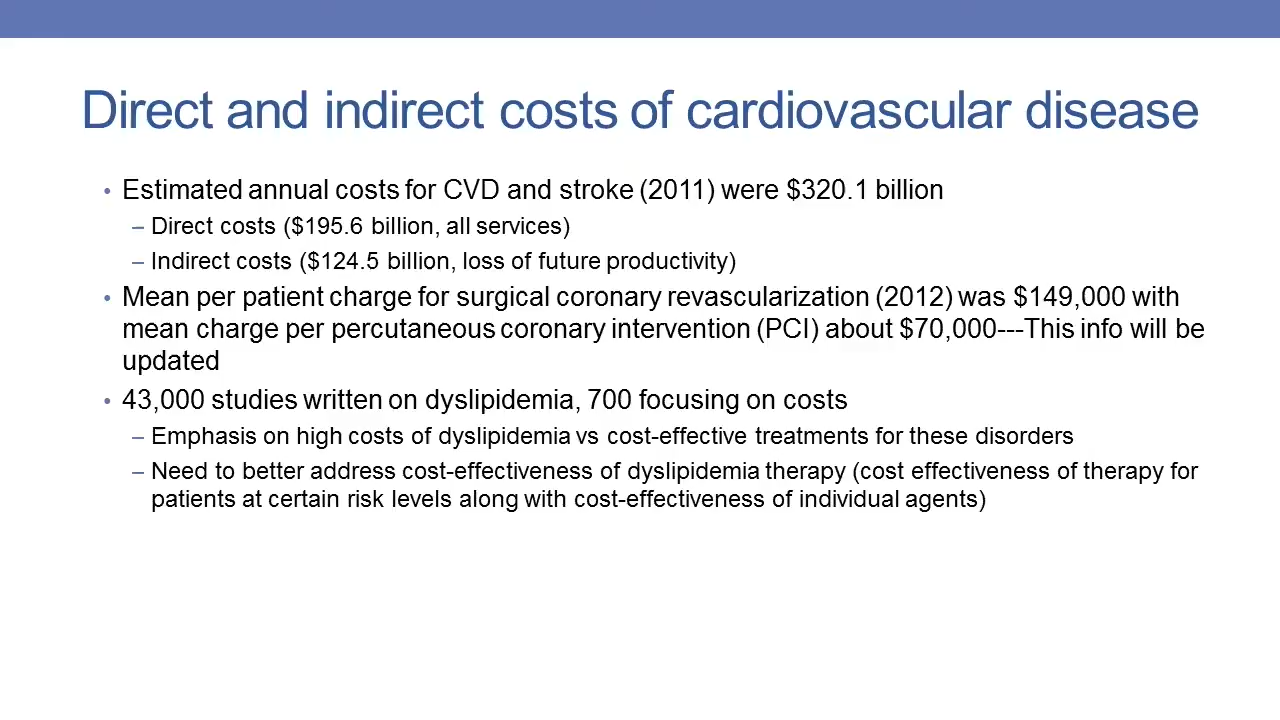 Direct and indirect costs of cardiovascular disease
• Estimated annual costs for CVD and stroke (2011) were $320.1 billion
– Direct costs ($195.6 billion, all services)
– Indirect costs ($124.5 billion, loss of future productivity)
• Mean per patient charge for surgical coronary revascularization (2012) was $149,000 with
mean charge per percutaneous coronary intervention (PCI) about $70,000---This info will be
updated
• 43,000 studies written on dyslipidemia, 700 focusing on costs
– Emphasis on high costs of dyslipidemia vs cost-effective treatments for these disorders
– Need to better address cost-effectiveness of dyslipidemia therapy (cost effectiveness of therapy for
patients at certain risk levels along with cost-effectiveness of individual agents)